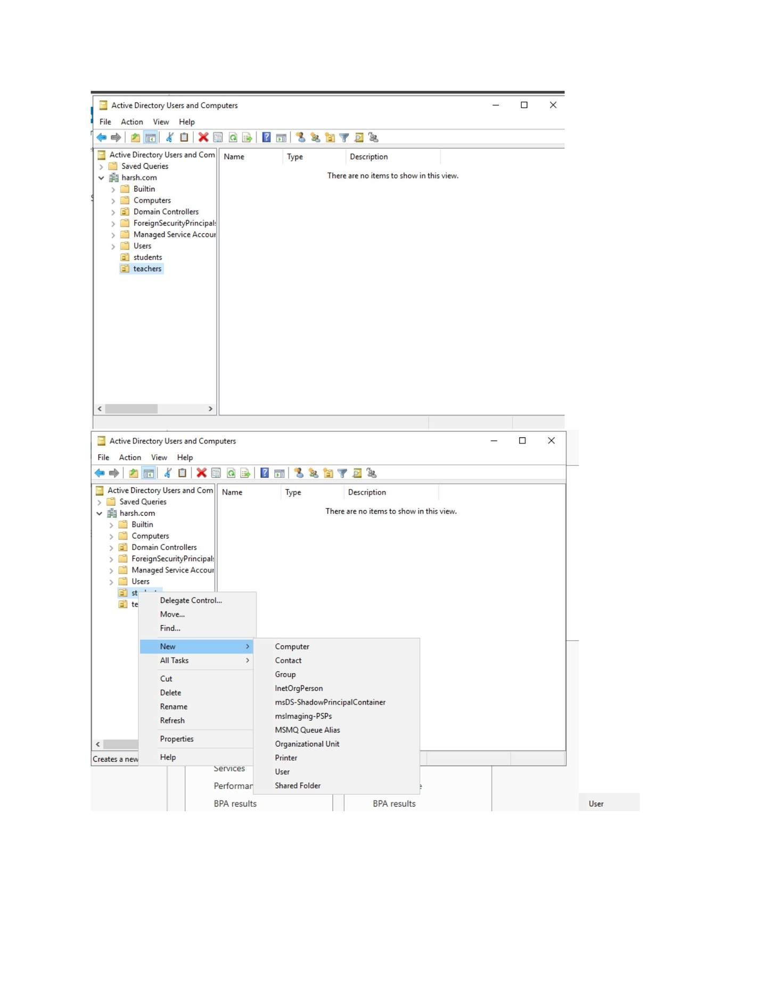 Active Directory Users and Computers
File Action View Help
Active Directory Users and Com
Name Type Description
Saved Queries
There are no items to show in this view.
harsh.com
Builtin
Computers
Domain Controllers
ForeignSecurityPrincipals
Managed Service Accour
Users
students
teachers
Active Directory Users and Computers
File Action View Help
Active Directory Users and Com
Name Type Description
Saved Queries
There are no items to show in this view.
harsh.com
Builtin
Computers
Domain Controllers
ForeignSecurityPrincipals
Managed Service Accour
Users
Delegate Control...
Move...
Find...
New
All Tasks
Cut
Delete
Rename
Refresh
Properties
Help
Computer
Contact
Group
InetOrgPerson
msDS-ShadowPrincipalContainer
msImaging-PSPs
MSMQ Queue Alias
Organizational Unit
Printer
User
Shared Folder
Creates a new
Services
Performan
BPA results BPA results
User